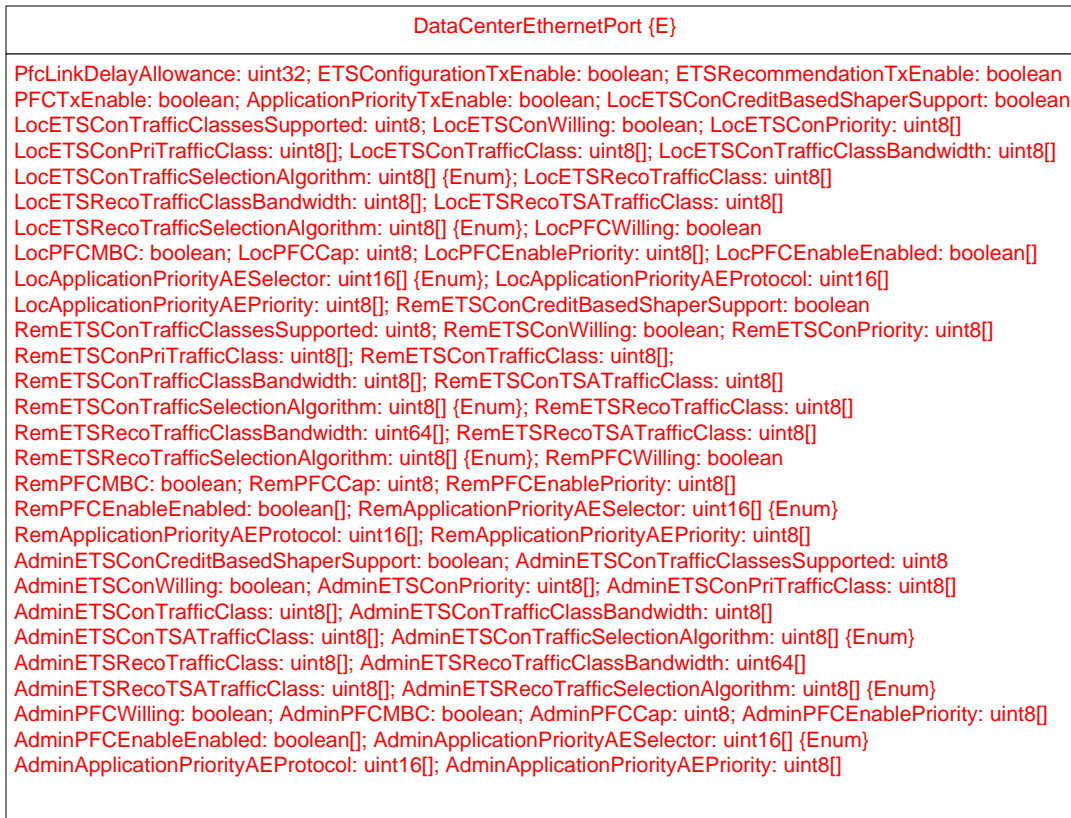 DataCenterEthernetPort {E}
PfcLinkDelayAllowance: uint32; ETSConfigurationTxEnable: boolean; ETSRecommendationTxEnable: boolean
PFCTxEnable: boolean; ApplicationPriorityTxEnable: boolean; LocETSConCreditBasedShaperSupport: boolean
LocETSConTrafficClassesSupported: uint8; LocETSConWilling: boolean; LocETSConPriority: uint8[]
LocETSConPriTrafficClass: uint8[]; LocETSConTrafficClass: uint8[]; LocETSConTrafficClassBandwidth: uint8[]
LocETSConTrafficSelectionAlgorithm: uint8[] {Enum}; LocETSRecoTrafficClass: uint8[]
LocETSRecoTrafficClassBandwidth: uint8[]; LocETSRecoTSATrafficClass: uint8[]
LocETSRecoTrafficSelectionAlgorithm: uint8[] {Enum}; LocPFCWilling: boolean
LocPFCMBC: boolean; LocPFCCap: uint8; LocPFCEnablePriority: uint8[]; LocPFCEnableEnabled: boolean[]
LocApplicationPriorityAESelector: uint16[] {Enum}; LocApplicationPriorityAEProtocol: uint16[]
LocApplicationPriorityAEPriority: uint8[]; RemETSConCreditBasedShaperSupport: boolean
RemETSConTrafficClassesSupported: uint8; RemETSConWilling: boolean; RemETSConPriority: uint8[]
RemETSConPriTrafficClass: uint8[]; RemETSConTrafficClass: uint8[];
RemETSConTrafficClassBandwidth: uint8[]; RemETSConTSATrafficClass: uint8[]
RemETSConTrafficSelectionAlgorithm: uint8[] {Enum}; RemETSRecoTrafficClass: uint8[]
RemETSRecoTrafficClassBandwidth: uint64[]; RemETSRecoTSATrafficClass: uint8[]
RemETSRecoTrafficSelectionAlgorithm: uint8[] {Enum}; RemPFCWilling: boolean
RemPFCMBC: boolean; RemPFCCap: uint8; RemPFCEnablePriority: uint8[]
RemPFCEnableEnabled: boolean[]; RemApplicationPriorityAESelector: uint16[] {Enum}
RemApplicationPriorityAEProtocol: uint16[]; RemApplicationPriorityAEPriority: uint8[]
AdminETSConCreditBasedShaperSupport: boolean; AdminETSConTrafficClassesSupported: uint8
AdminETSConWilling: boolean; AdminETSConPriority: uint8[]; AdminETSConPriTrafficClass: uint8[]
AdminETSConTrafficClass: uint8[]; AdminETSConTrafficClassBandwidth: uint8[]
AdminETSConTSATrafficClass: uint8[]; AdminETSConTrafficSelectionAlgorithm: uint8[] {Enum}
AdminETSRecoTrafficClass: uint8[]; AdminETSRecoTrafficClassBandwidth: uint64[]
AdminETSRecoTSATrafficClass: uint8[]; AdminETSRecoTrafficSelectionAlgorithm: uint8[] {Enum}
AdminPFCWilling: boolean; AdminPFCMBC: boolean; AdminPFCCap: uint8; AdminPFCEnablePriority: uint8[]
AdminPFCEnableEnabled: boolean[]; AdminApplicationPriorityAESelector: uint16[] {Enum}
AdminApplicationPriorityAEProtocol: uint16[]; AdminApplicationPriorityAEPriority: uint8[]